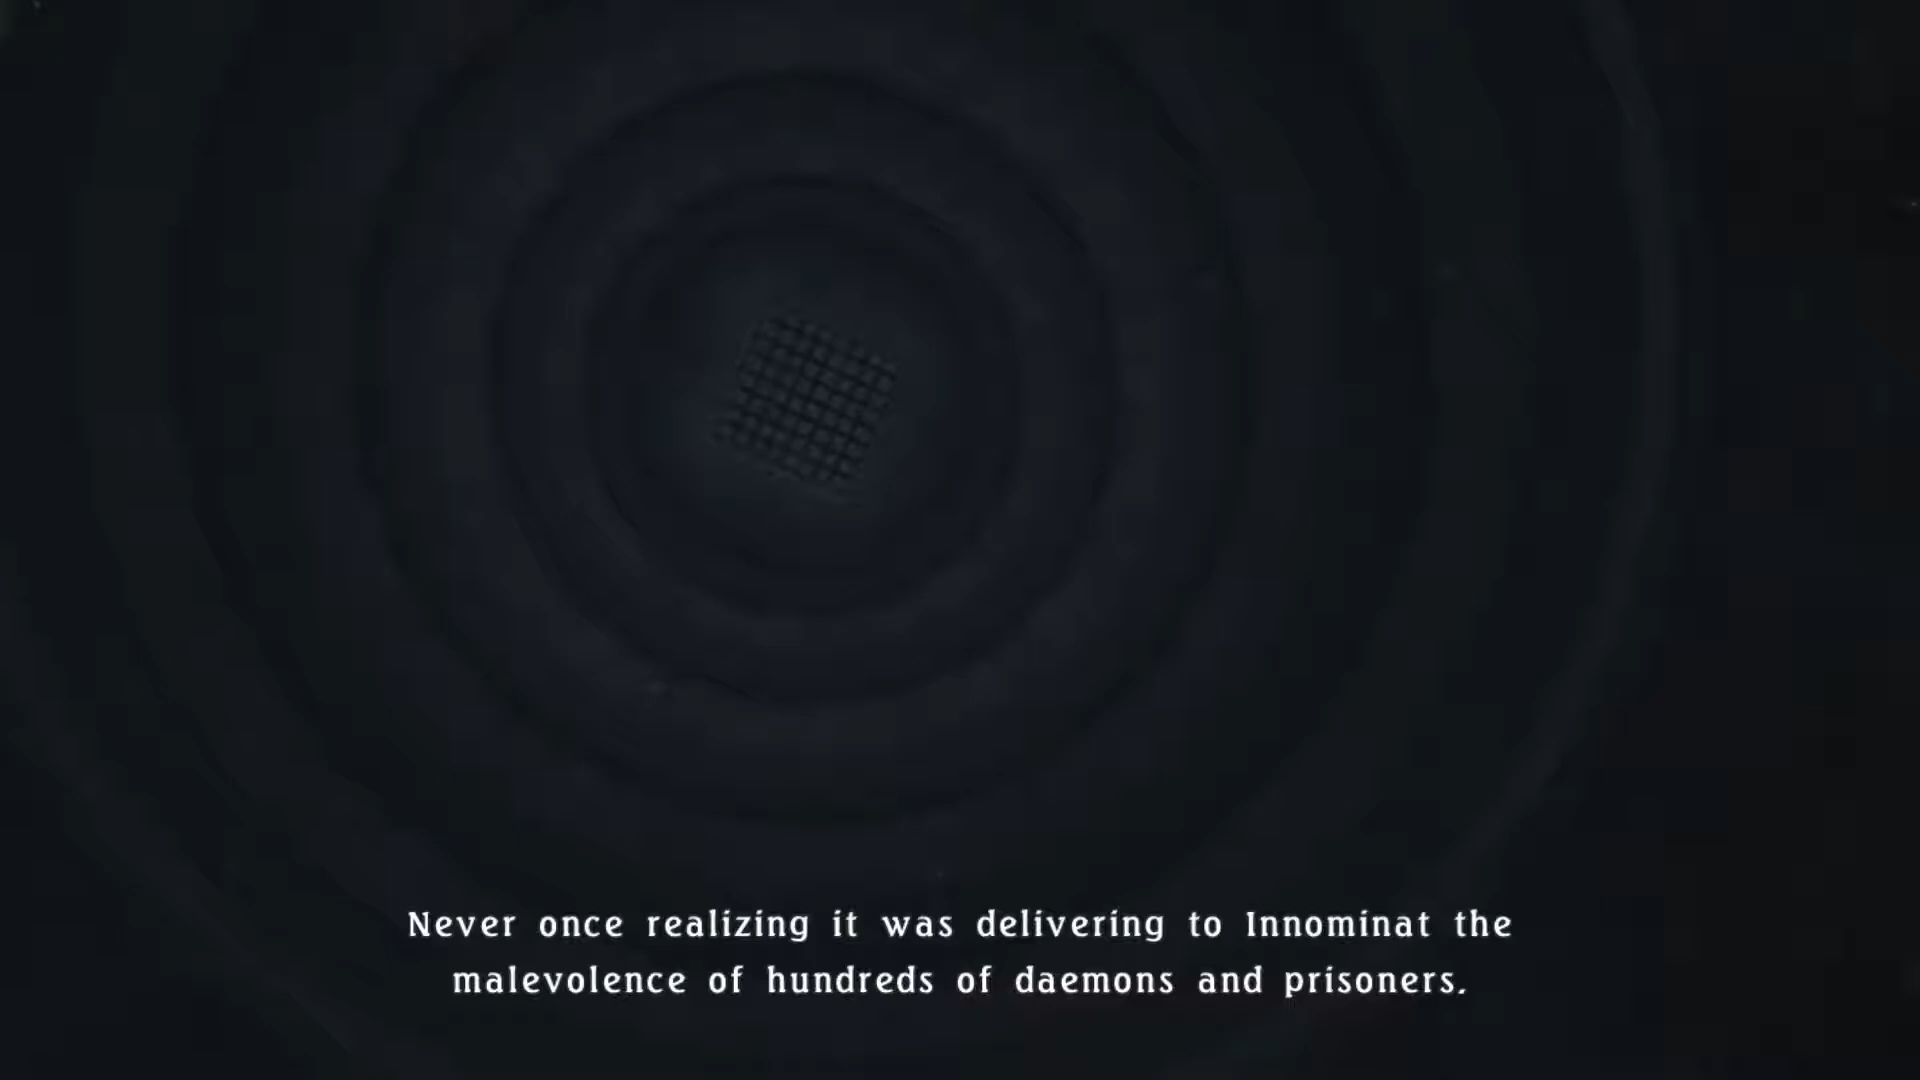 Never once realizing it was delivering to Innominat the
malevolence of hundreds of daemons and prisoners.